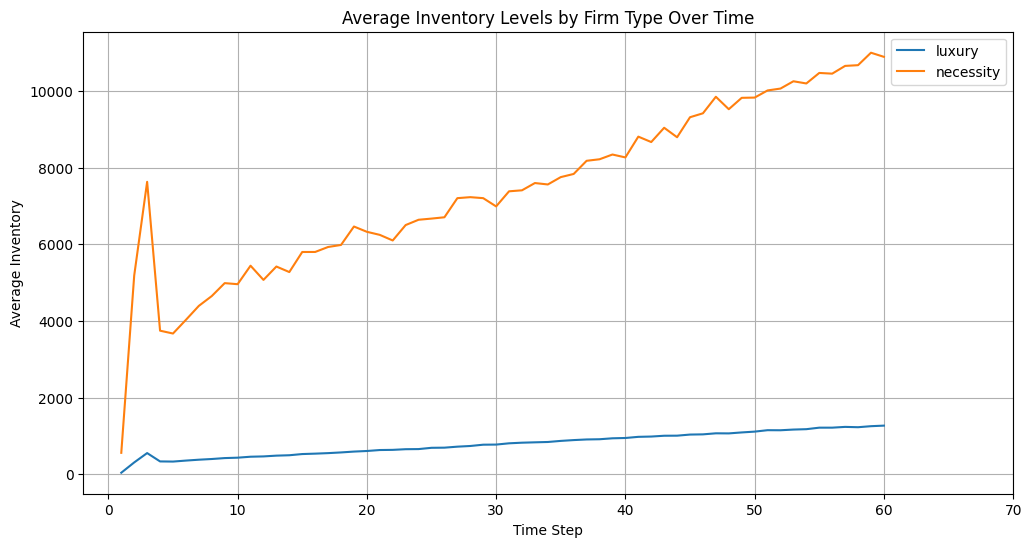 Average Inventory Levels by Firm Type Over Time
luxury
necessity
Average Inventory
10000
8000
6000
4000
2000
0
0 10 20 30 40 50 60 70
Time Step